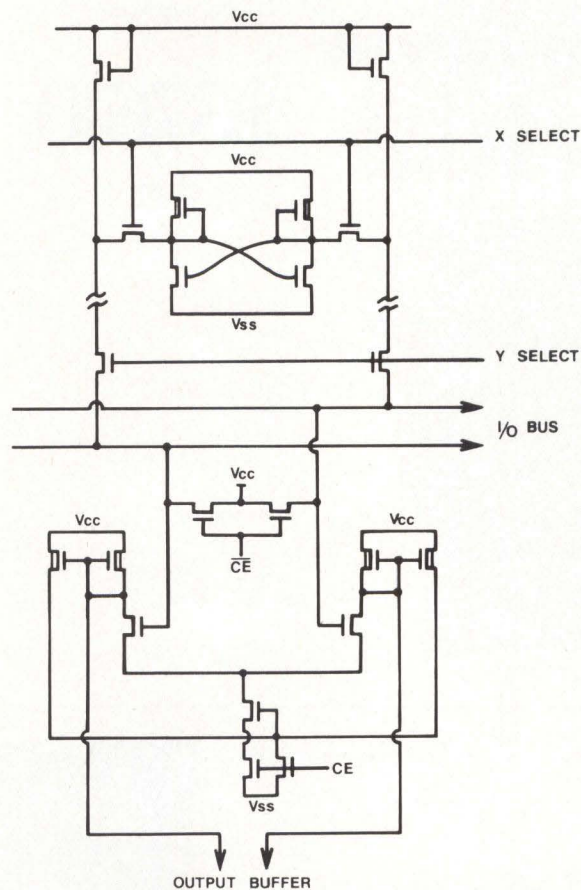 Vcc
X SELECT
Vcc
Vss
Y SELECT
I/O BUS
Vcc
Vcc
Vcc
CE
CE
Vss
OUTPUT BUFFER